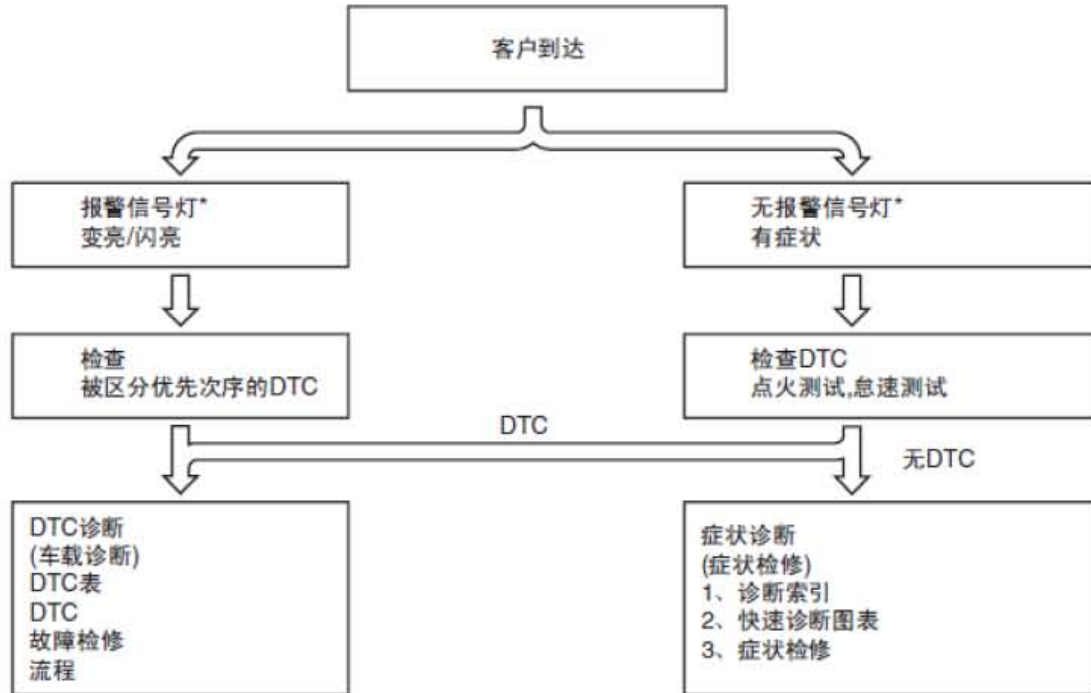 客户到达
报警信号灯*
变亮/闪亮
无报警信号灯*
有症状
检查
被区分优先次序的DTC
检查DTC
点火测试,怠速测试
DTC
无DTC
DTC诊断
(车载诊断)
DTC表
DTC
故障检修
流程
症状诊断
(症状检修)
1、诊断索引
2、快速诊断图表
3、症状检修